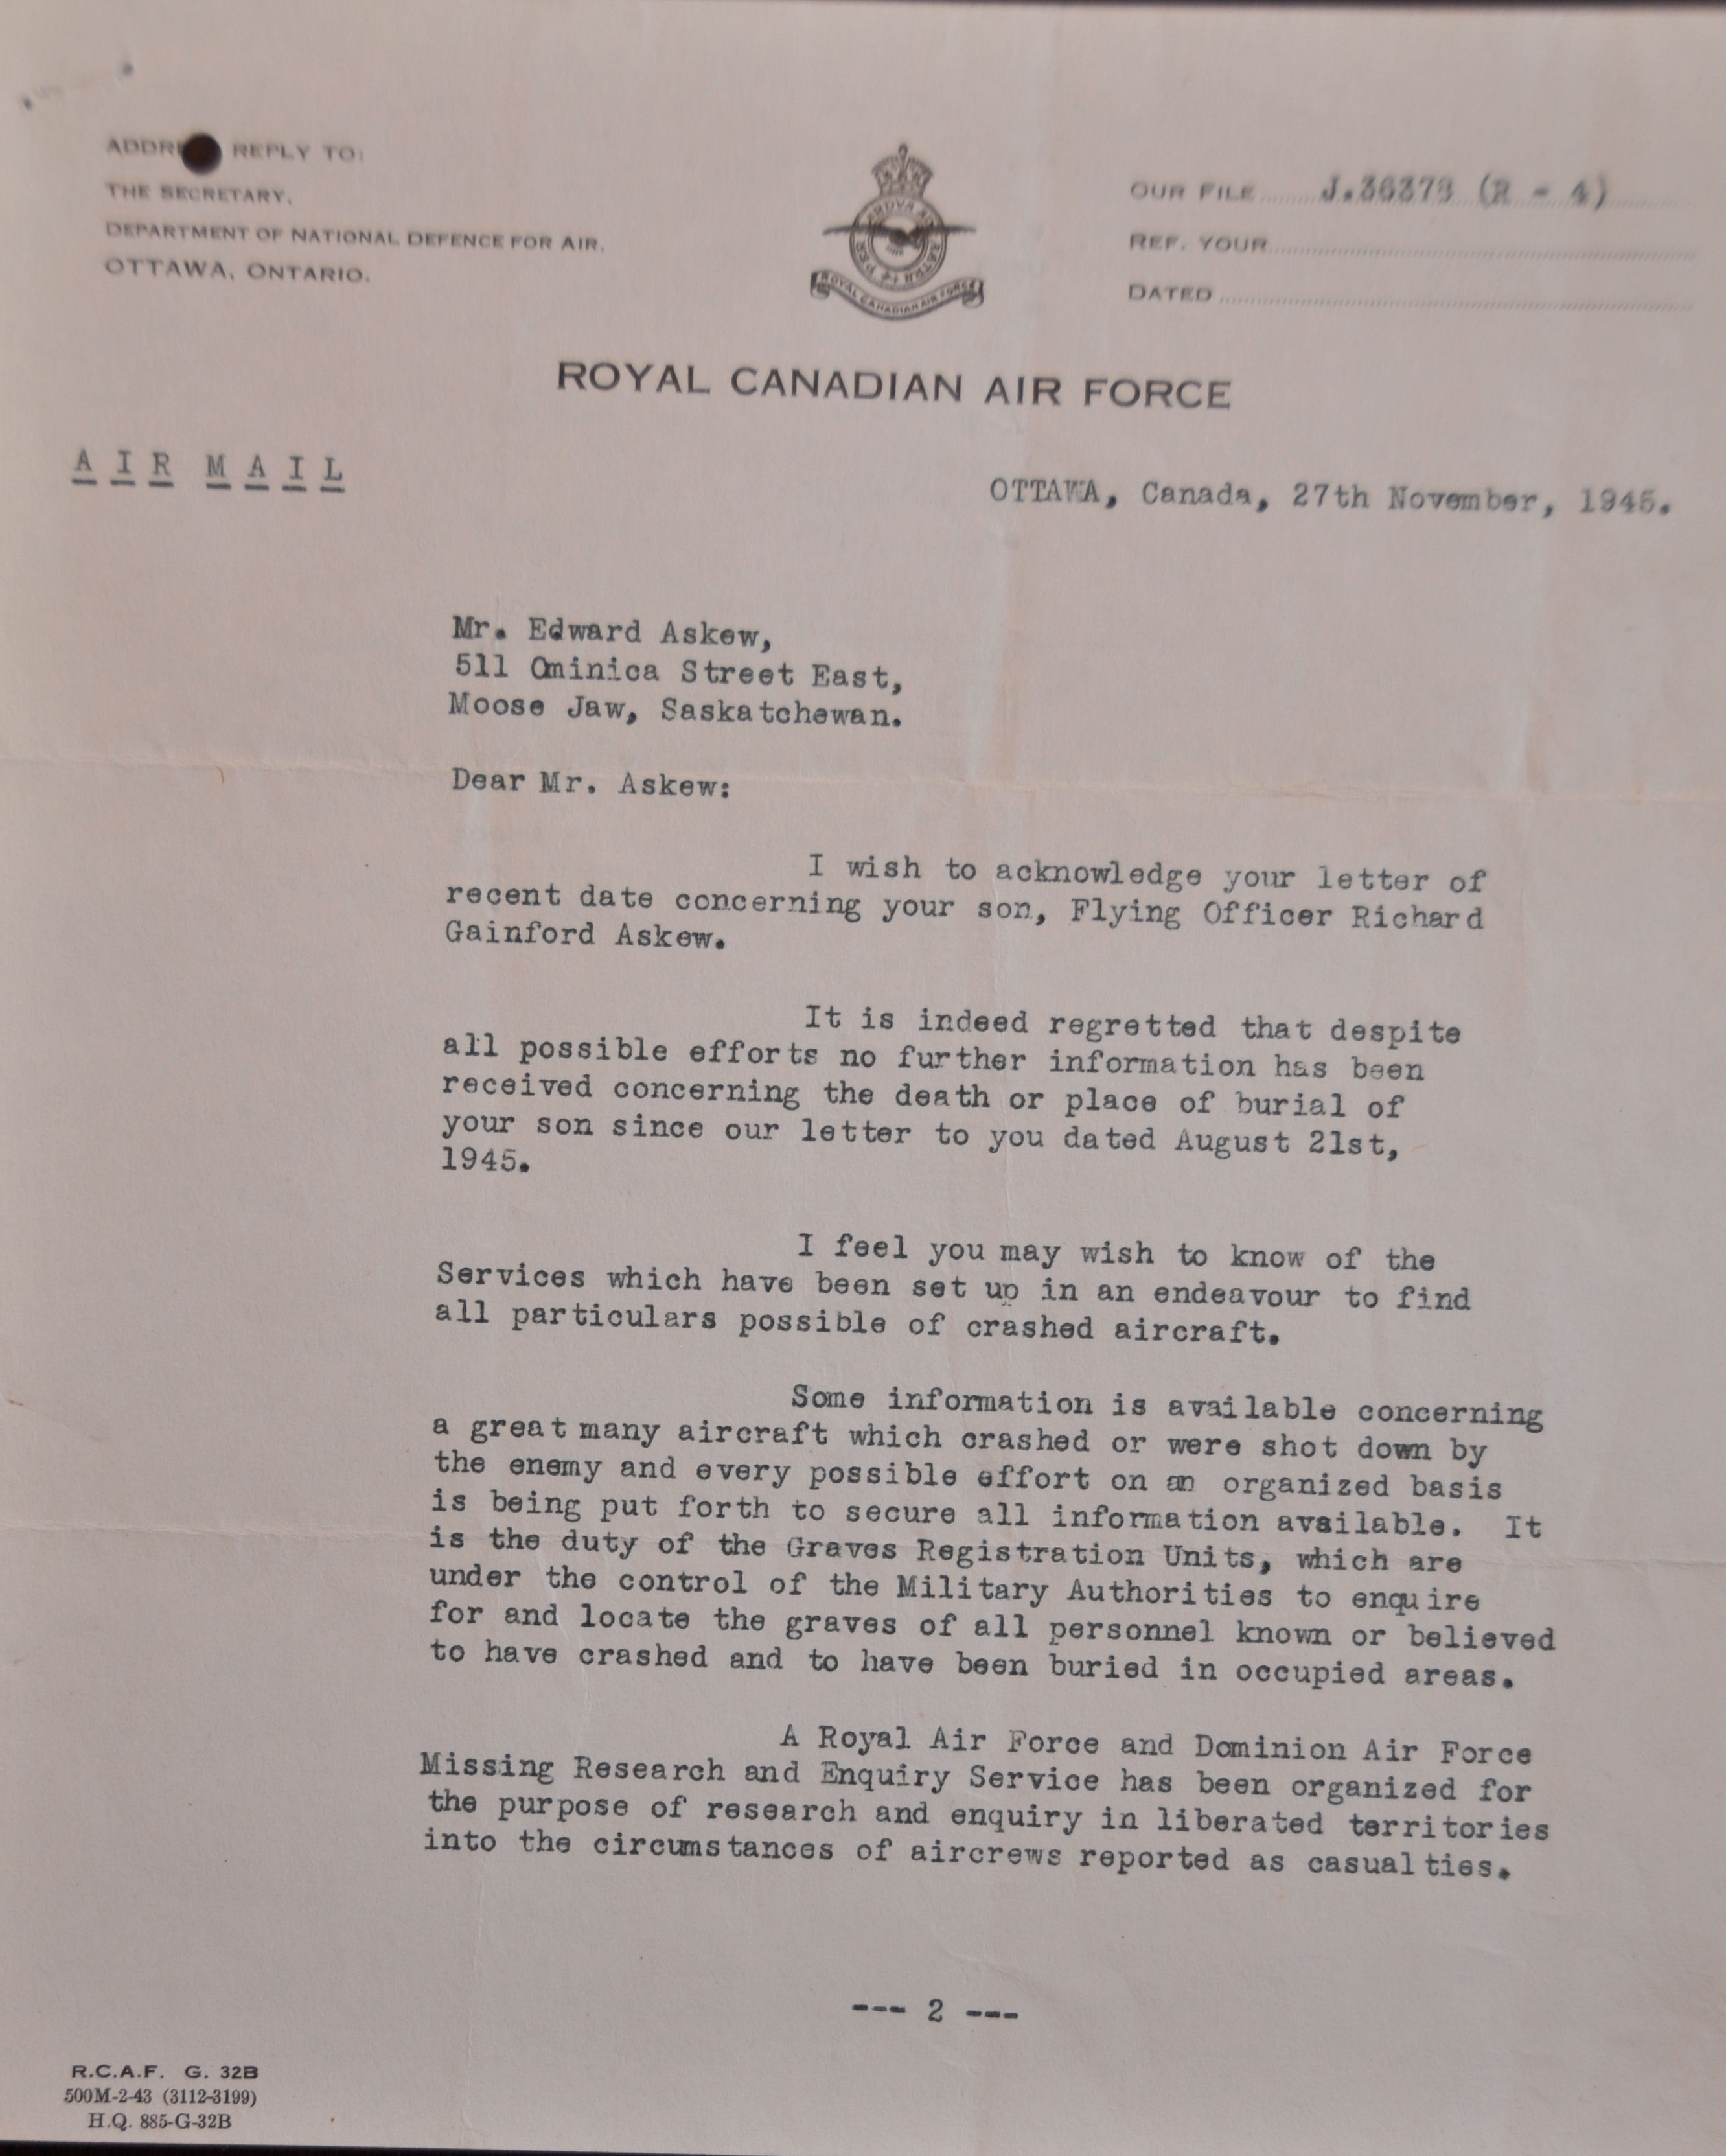 ADDR REPLY TO:
THE SECRETARY,
DEPARTMENT OF NATIONAL DEFENCE FOR AIR,
OTTAWA, ONTARIO.
ROYAL CANADIAN AIR FORCE
OUR FILE J.36373 (R - 4)
REF. YOUR
DATED
ROYAL CANADIAN AIR FORCE
AIR MAIL
OTTAWA, Canada, 27th November, 1945.
Mr. Edward Askew,
511 Ominica Street East,
Moose Jaw, Saskatchewan.
Dear Mr. Askew:
I wish to acknowledge your letter of
recent date concerning your son, Flying Officer Richard
Gainford Askew.
It is indeed regretted that despite
all possible efforts no further information has been
received concerning the death or place of burial of
your son since our letter to you dated August 21st,
1945.
I feel you may wish to know of the
Services which have been set up in an endeavour to find
all particulars possible of crashed aircraft.
Some information is available concerning
a great many aircraft which crashed or were shot down by
the enemy and every possible effort on an organized basis
is being put forth to secure all information available. It
is the duty of the Graves Registration Units, which are
under the control of the Military Authorities to enquire
for and locate the graves of all personnel known or believed
to have crashed and to have been buried in occupied areas.
A Royal Air Force and Dominion Air Force
Missing Research and Enquiry Service has been organized for
the purpose of research and enquiry in liberated territories
into the circumstances of aircrews reported as casualties.
--- 2 ---
R.C.A.F. G. 32B
500M-2-43 (3112-3199)
H.Q. 885-G-32B